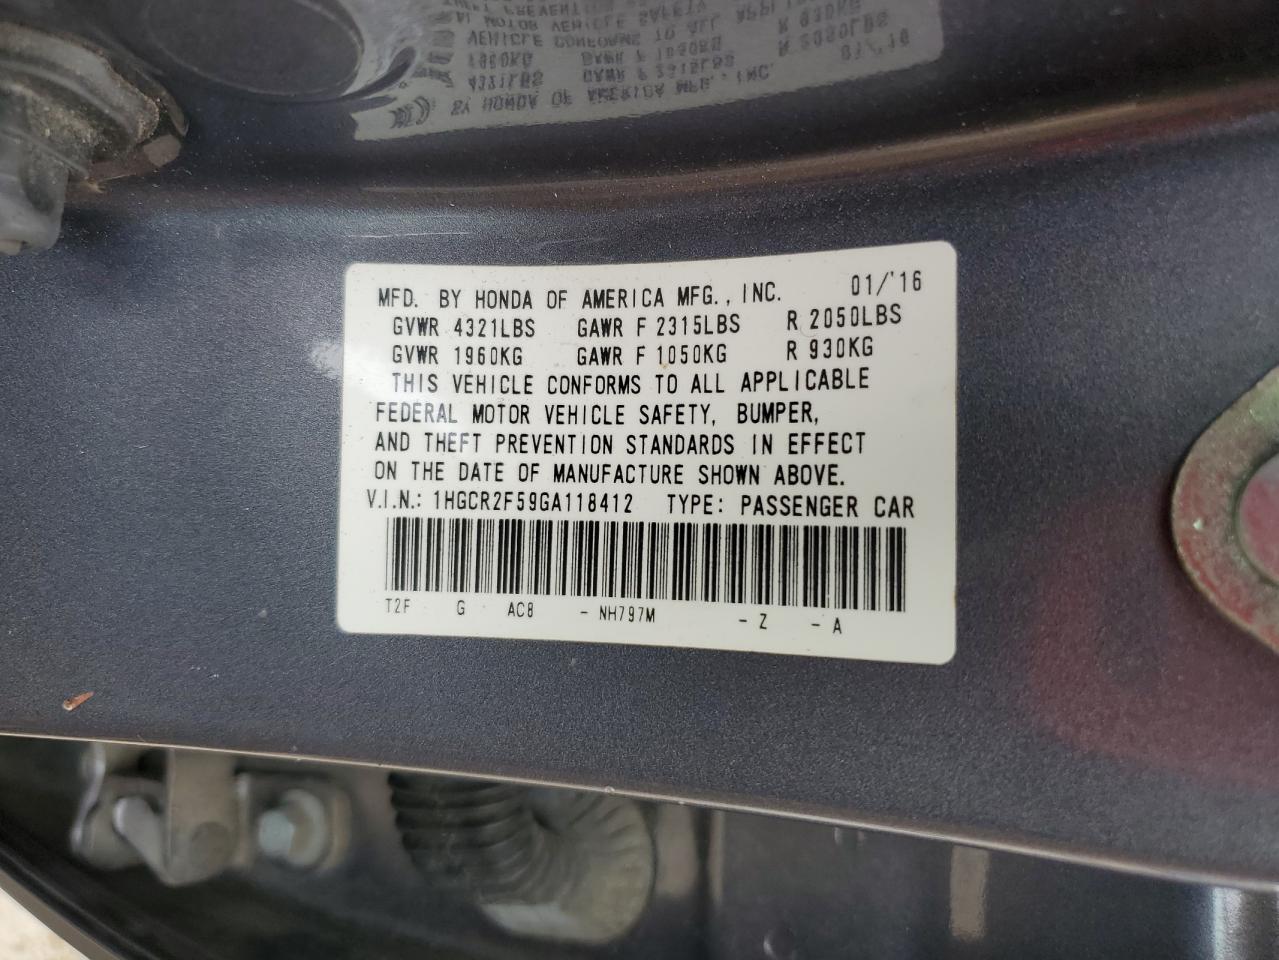 MFD. BY HONDA OF AMERICA MFG., INC. 01/'16
GVWR 4321LBS GAWR F 2315LBS R 2050LBS
GVWR 1960KG GAWR F 1050KG R 930KG
THIS VEHICLE CONFORMS TO ALL APPLICABLE
FEDERAL MOTOR VEHICLE SAFETY, BUMPER,
AND THEFT PREVENTION STANDARDS IN EFFECT
ON THE DATE OF MANUFACTURE SHOWN ABOVE.
V.I.N.: 1HGCR2F59GA118412 TYPE: PASSENGER CAR
T2F G AC8 - NH797M - Z - A